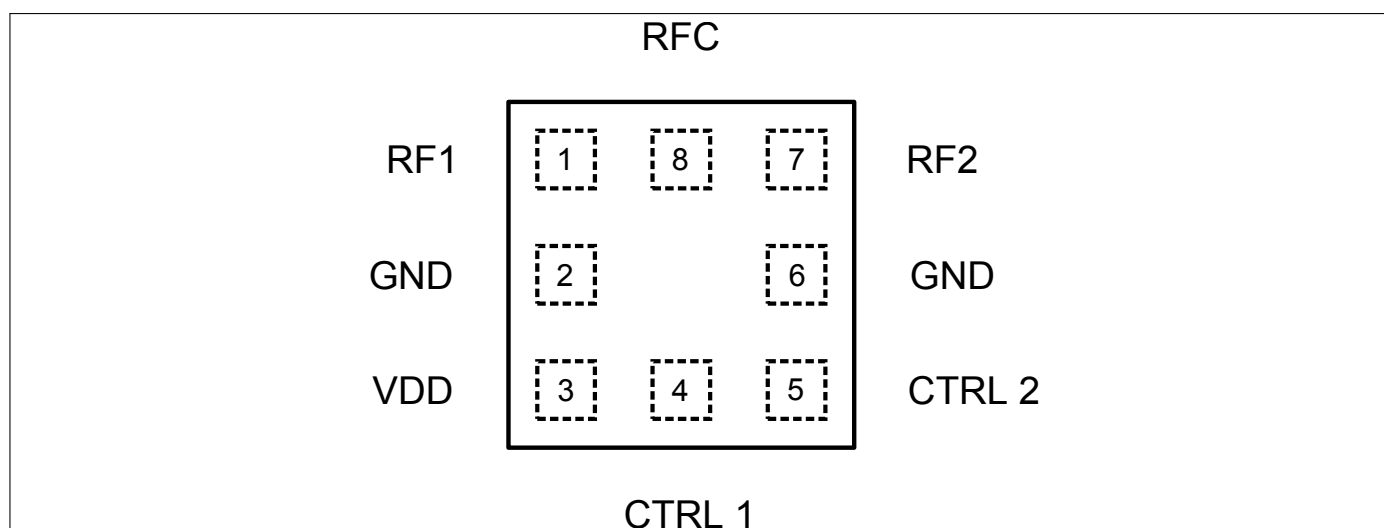 RFC
RF1 1 8 7 RF2
GND 2 6 GND
VDD 3 4 5 CTRL 2
CTRL 1